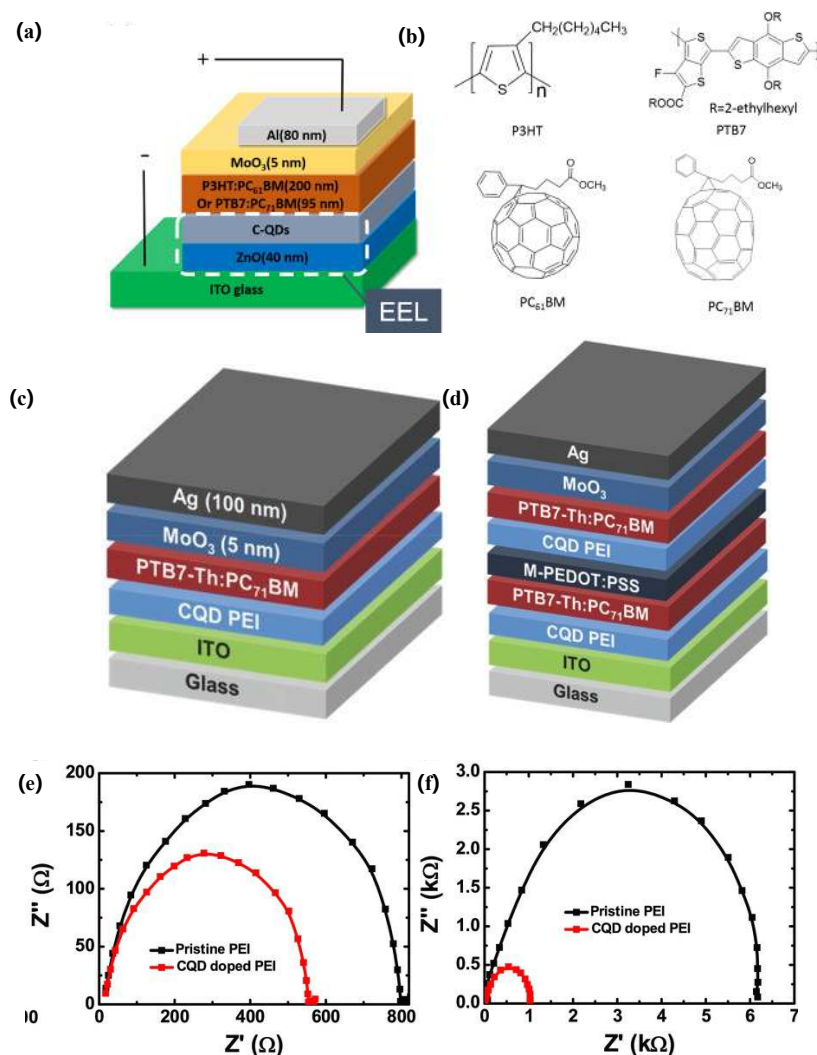 (a)
+
−
Al(80 nm)
MoO₃(5 nm)
P3HT:PC₆₁BM(200 nm)
Or PTB7:PC₇₁BM(95 nm)
C-QDs
ZnO(40 nm)
ITO glass
EEL
(b)
CH₂(CH₂)₄CH₃
S
n
P3HT
OR
S
S
F
S
S
ROOC
OR
R=2-ethylhexyl
PTB7
O
OCH₃
PC₆₁BM
O
OCH₃
PC₇₁BM
(c)
Ag (100 nm)
MoO₃ (5 nm)
PTB7-Th:PC₇₁BM
CQD PEI
ITO
Glass
(d)
Ag
MoO₃
PTB7-Th:PC₇₁BM
CQD PEI
M-PEDOT:PSS
PTB7-Th:PC₇₁BM
CQD PEI
ITO
Glass
(e)
Z'' (Ω)
200
150
100
50
0
Pristine PEI
CQD doped PEI
0 200 400 600 800
Z' (Ω)
00
(f)
Z'' (kΩ)
3.0
2.5
2.0
1.5
1.0
0.5
0.0
Pristine PEI
CQD doped PEI
0 1 2 3 4 5 6 7
Z' (kΩ)